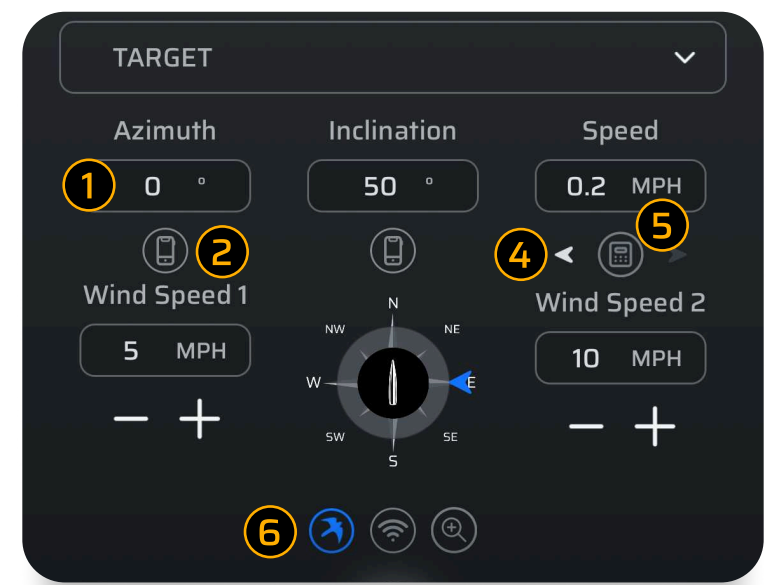 TARGET
Azimuth Inclination Speed
1 0 ° 50 ° 0.2 MPH
2 4 5
Wind Speed 1 Wind Speed 2
5 MPH 10 MPH
N
NW NE
W E
SW SE
S
6